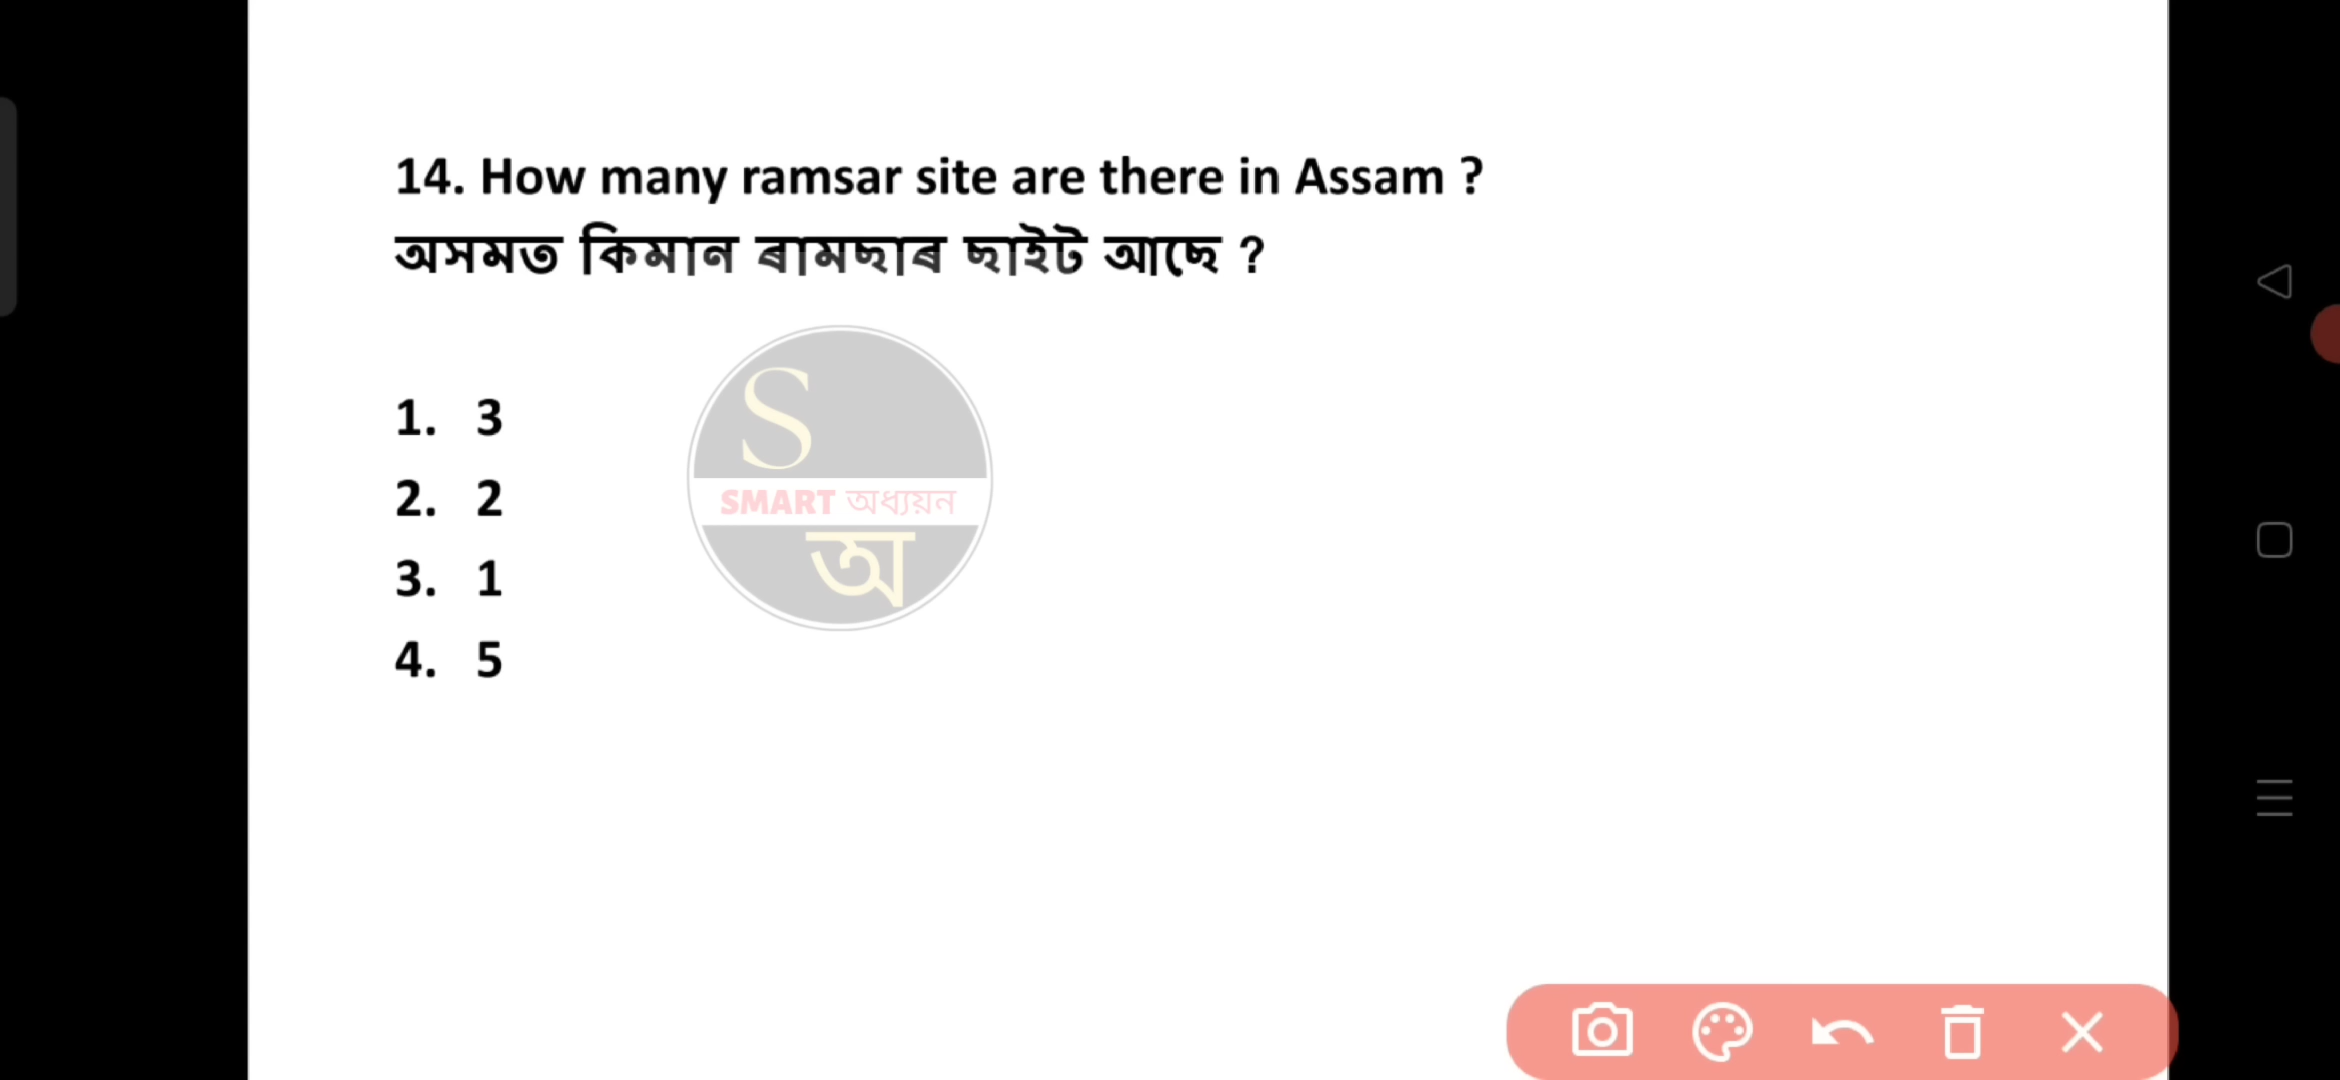 14. How many ramsar site are there in Assam ?
অসমত কিমান ৰামছাৰ ছাইট আছে ?
1. 3
2. 2
3. 1
4. 5
S
SMART অধ্যয়ন
অ